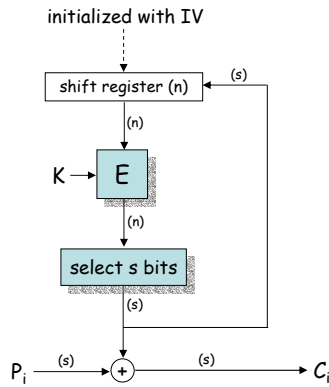 initialized with IV
shift register (n)
(s)
(n)
K
E
(n)
select s bits
(s)
Pᵢ
(s)
+
(s)
Cᵢ